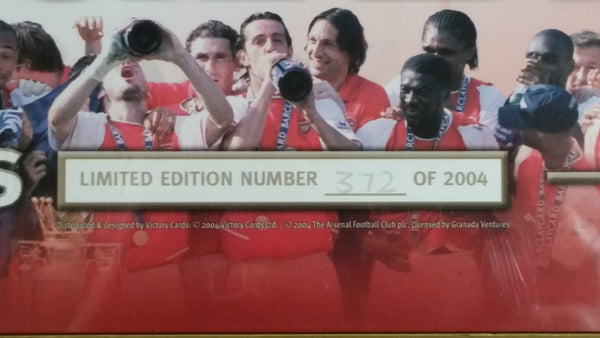 S
LIMITED EDITION NUMBER 372 OF 2004
Distributed & designed by Victory Cards: © 2004 Victory Cards Ltd. / © 2004 The Arsenal Football Club plc. Licensed by Granada Ventures